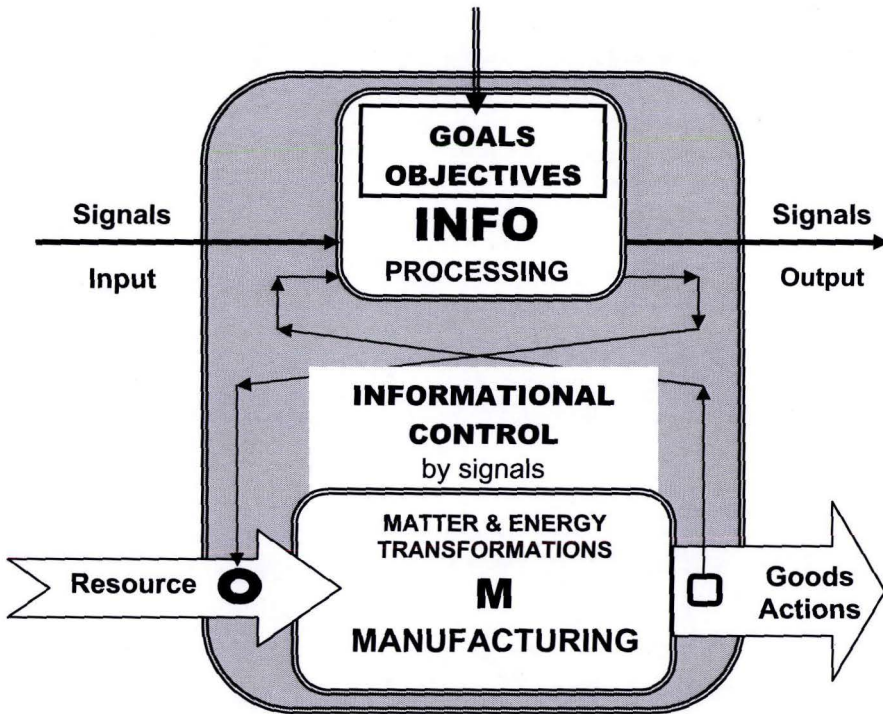 GOALS
OBJECTIVES
INFO
PROCESSING
Signals
Input
Signals
Output
INFORMATIONAL
CONTROL
by signals
MATTER & ENERGY
TRANSFORMATIONS
M
MANUFACTURING
Resource
Goods
Actions